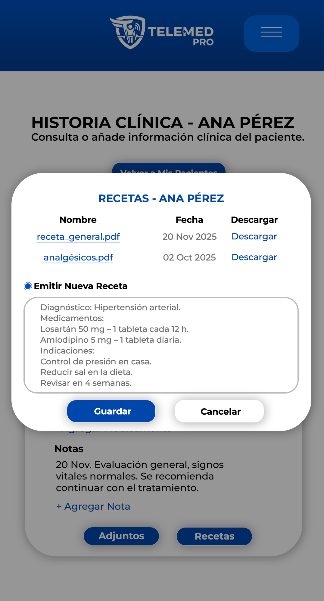 TELEMED
PRO
HISTORIA CLÍNICA - ANA PÉREZ
Consulta o añade información clínica del paciente.
Volver a Mis Pacientes
RECETAS - ANA PÉREZ
Nombre Fecha Descargar
receta_general.pdf 20 Nov 2025 Descargar
analgésicos.pdf 02 Oct 2025 Descargar
Emitir Nueva Receta
Diagnóstico: Hipertensión arterial.
Medicamentos:
Losartán 50 mg – 1 tableta cada 12 h.
Amlodipino 5 mg – 1 tableta diaria.
Indicaciones:
Control de presión en casa.
Reducir sal en la dieta.
Revisar en 4 semanas.
Guardar Cancelar
Notas
20 Nov. Evaluación general, signos
vitales normales. Se recomienda
continuar con el tratamiento.
+ Agregar Nota
Adjuntos Recetas